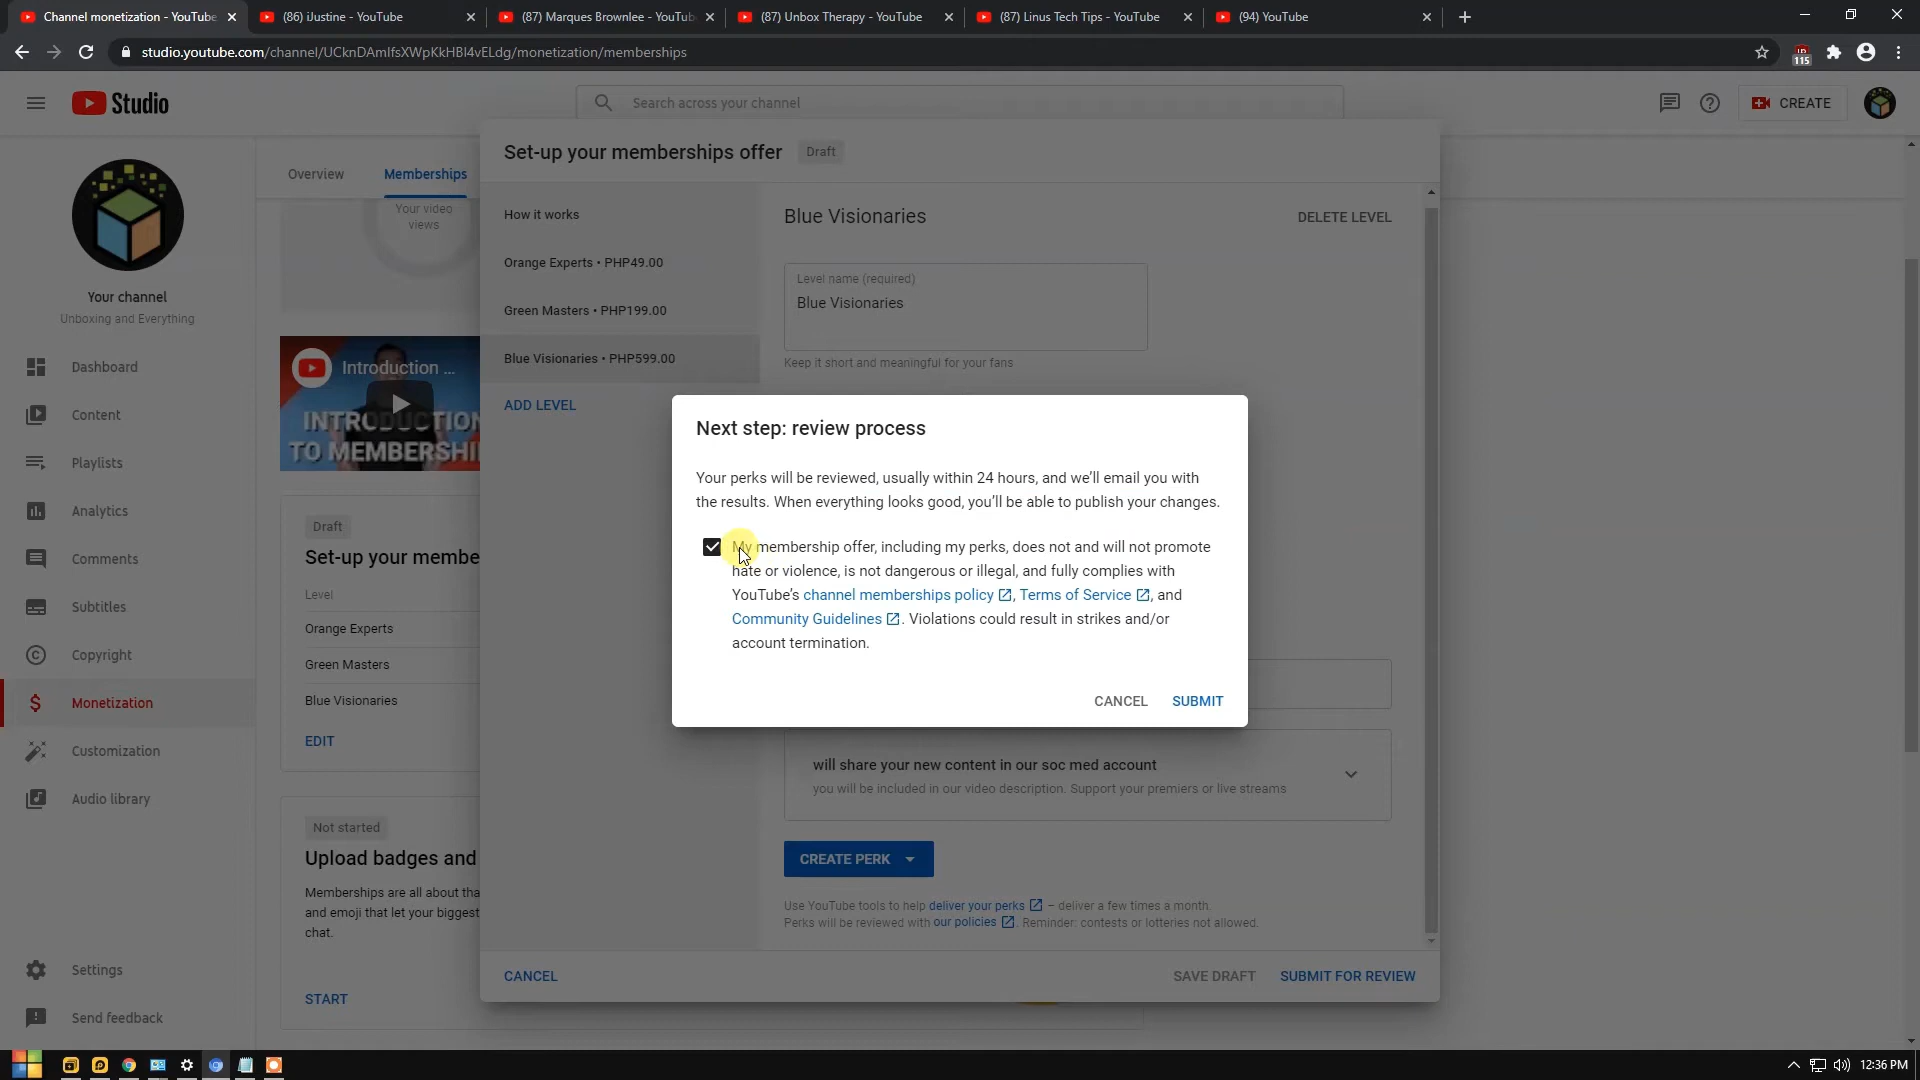 Channel monetization - YouTube
(86) iJustine - YouTube
(87) Marques Brownlee - YouTub
(87) Unbox Therapy - YouTube
(87) Linus Tech Tips - YouTube
(94) YouTube
studio.youtube.com/channel/UCknDAmIfsXWpKkHBl4vELdg/monetization/memberships
115
Studio
Search across your channel
CREATE
Your channel
Unboxing and Everything
Dashboard
Content
Playlists
Analytics
Comments
Subtitles
Copyright
Monetization
Customization
Audio library
Settings
Send feedback
Overview
Memberships
Your video
views
Introduction ...
INTRODUCTION
TO MEMBERSHI
Draft
Set-up your membe
Level
Orange Experts
Green Masters
Blue Visionaries
EDIT
Not started
Upload badges and
Memberships are all about tha
and emoji that let your biggest
chat.
START
Set-up your memberships offer
Draft
How it works
Orange Experts • PHP49.00
Green Masters • PHP199.00
Blue Visionaries • PHP599.00
ADD LEVEL
Blue Visionaries
DELETE LEVEL
Level name (required)
Blue Visionaries
Keep it short and meaningful for your fans
Next step: review process
Your perks will be reviewed, usually within 24 hours, and we'll email you with
the results. When everything looks good, you'll be able to publish your changes.
My membership offer, including my perks, does not and will not promote
hate or violence, is not dangerous or illegal, and fully complies with
YouTube's channel memberships policy, Terms of Service, and
Community Guidelines. Violations could result in strikes and/or
account termination.
CANCEL
SUBMIT
will share your new content in our soc med account
you will be included in our video description. Support your premiers or live streams
CREATE PERK
Use YouTube tools to help deliver your perks – deliver a few times a month.
Perks will be reviewed with our policies. Reminder: contests or lotteries not allowed.
CANCEL
SAVE DRAFT
SUBMIT FOR REVIEW
12:36 PM